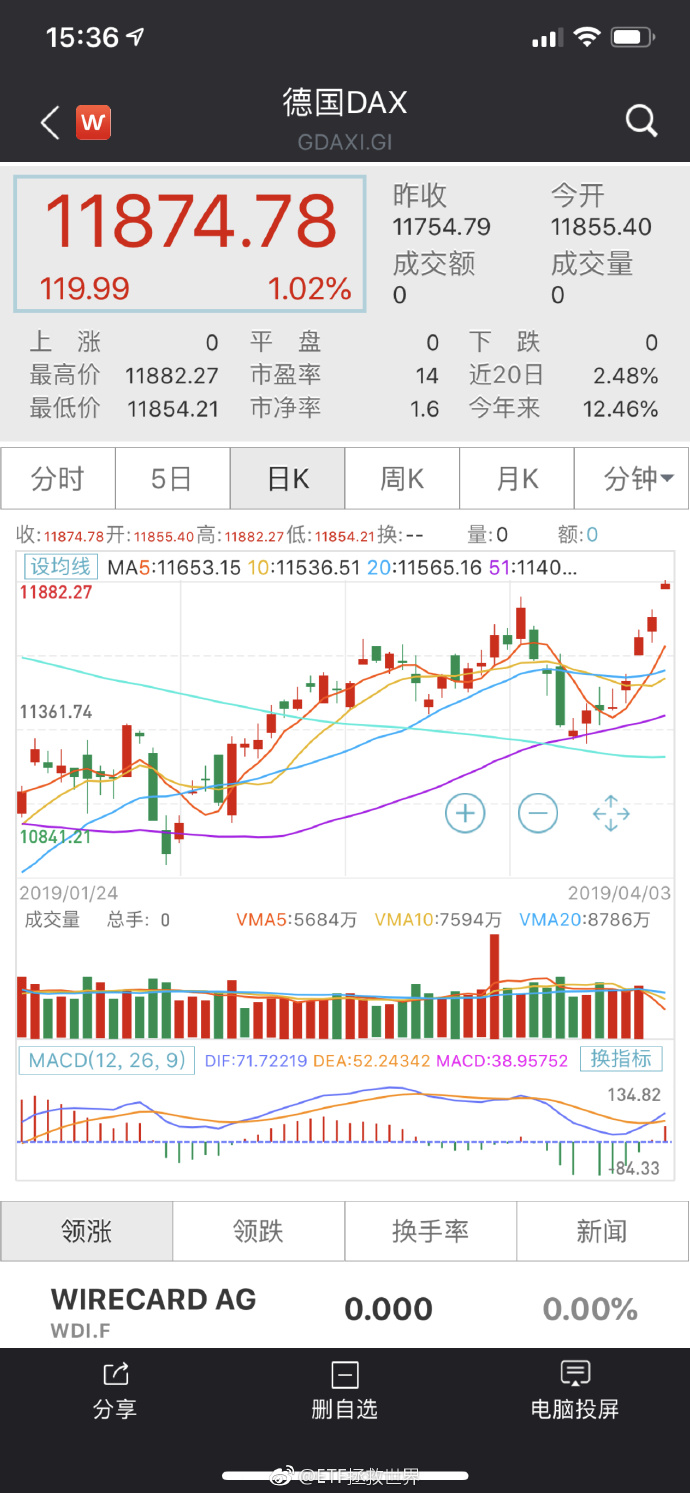 15:36
W
德国DAX
GDAXI.GI
11874.78
119.99 1.02%
昨收 今开
11754.79 11855.40
成交额 成交量
0 0
上 涨 0 平 盘 0 下 跌 0
最高价 11882.27 市盈率 14 近20日 2.48%
最低价 11854.21 市净率 1.6 今年来 12.46%
分时 5日 日K 周K 月K 分钟
收:11874.78 开:11855.40 高:11882.27 低:11854.21 换:-- 量:0 额:0
设均线 MA5:11653.15 10:11536.51 20:11565.16 51:1140...
11882.27
11361.74
10841.21
2019/01/24 2019/04/03
成交量 总手: 0 VMA5:5684万 VMA10:7594万 VMA20:8786万
MACD(12, 26, 9) DIF:71.72219 DEA:52.24342 MACD:38.95752 换指标
134.82
-84.33
领涨 领跌 换手率 新闻
WIRECARD AG 0.000 0.00%
WDI.F
分享 删自选 电脑投屏
@ETF拯救世界